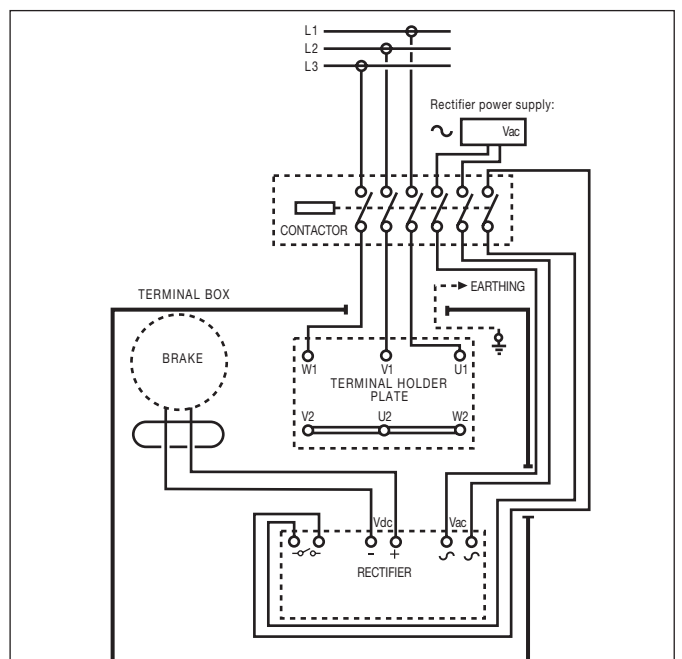 L1
L2
L3
Rectifier power supply:
Vac
CONTACTOR
EARTHING
TERMINAL BOX
BRAKE
W1 V1 U1
TERMINAL HOLDER
PLATE
V2 U2 W2
Vdc Vac
- +
RECTIFIER